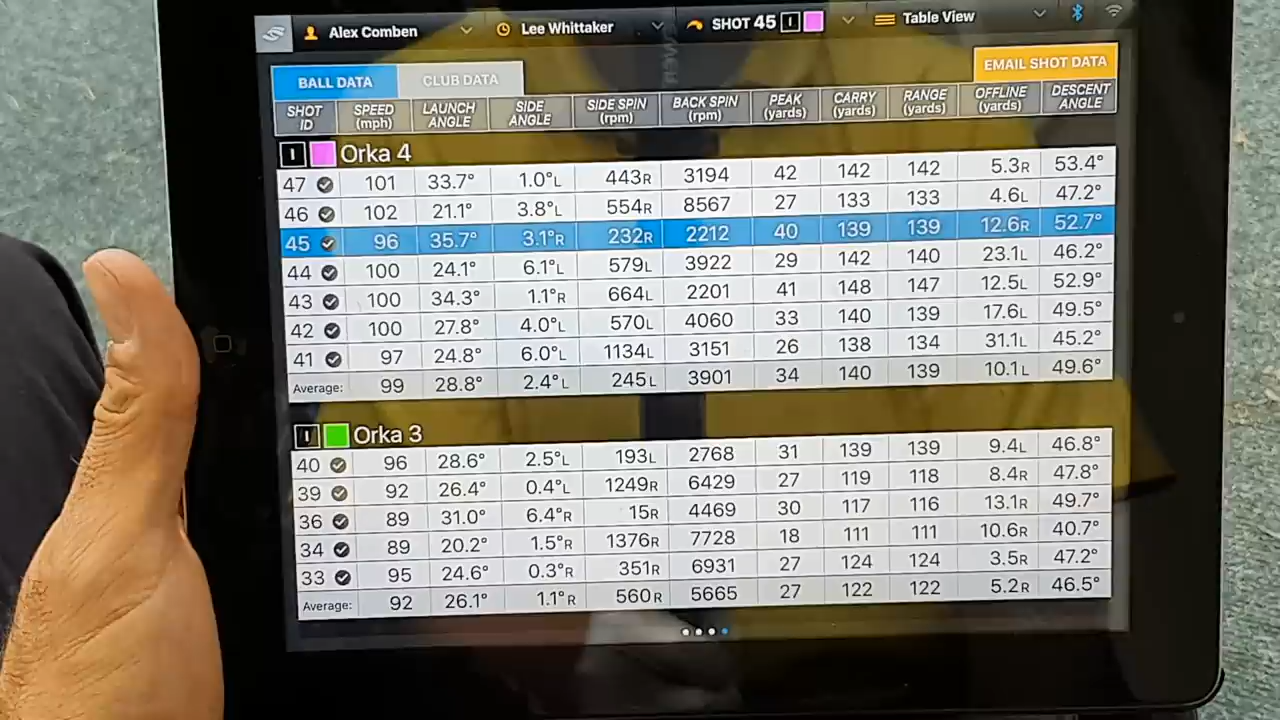 Alex Comben Lee Whittaker SHOT 45 I Table View
BALL DATA CLUB DATA EMAIL SHOT DATA
SHOT ID SPEED (mph) LAUNCH ANGLE SIDE ANGLE SIDE SPIN (rpm) BACK SPIN (rpm) PEAK (yards) CARRY (yards) RANGE (yards) OFFLINE (yards) DESCENT ANGLE
I Orka 4
47 101 33.7° 1.0°L 443R 3194 42 142 142 5.3R 53.4°
46 102 21.1° 3.8°L 554R 8567 27 133 133 4.6L 47.2°
45 96 35.7° 3.1°R 232R 2212 40 139 139 12.6R 52.7°
44 100 24.1° 6.1°L 579L 3922 29 142 140 23.1L 46.2°
43 100 34.3° 1.1°R 664L 2201 41 148 147 12.5L 52.9°
42 100 27.8° 4.0°L 570L 4060 33 140 139 17.6L 49.5°
41 97 24.8° 6.0°L 1134L 3151 26 138 134 31.1L 45.2°
Average: 99 28.8° 2.4°L 245L 3901 34 140 139 10.1L 49.6°
I Orka 3
40 96 28.6° 2.5°L 193L 2768 31 139 139 9.4L 46.8°
39 92 26.4° 0.4°L 1249R 6429 27 119 118 8.4R 47.8°
36 89 31.0° 6.4°R 15R 4469 30 117 116 13.1R 49.7°
34 89 20.2° 1.5°R 1376R 7728 18 111 111 10.6R 40.7°
33 95 24.6° 0.3°R 351R 6931 27 124 124 3.5R 47.2°
Average: 92 26.1° 1.1°R 560R 5665 27 122 122 5.2R 46.5°